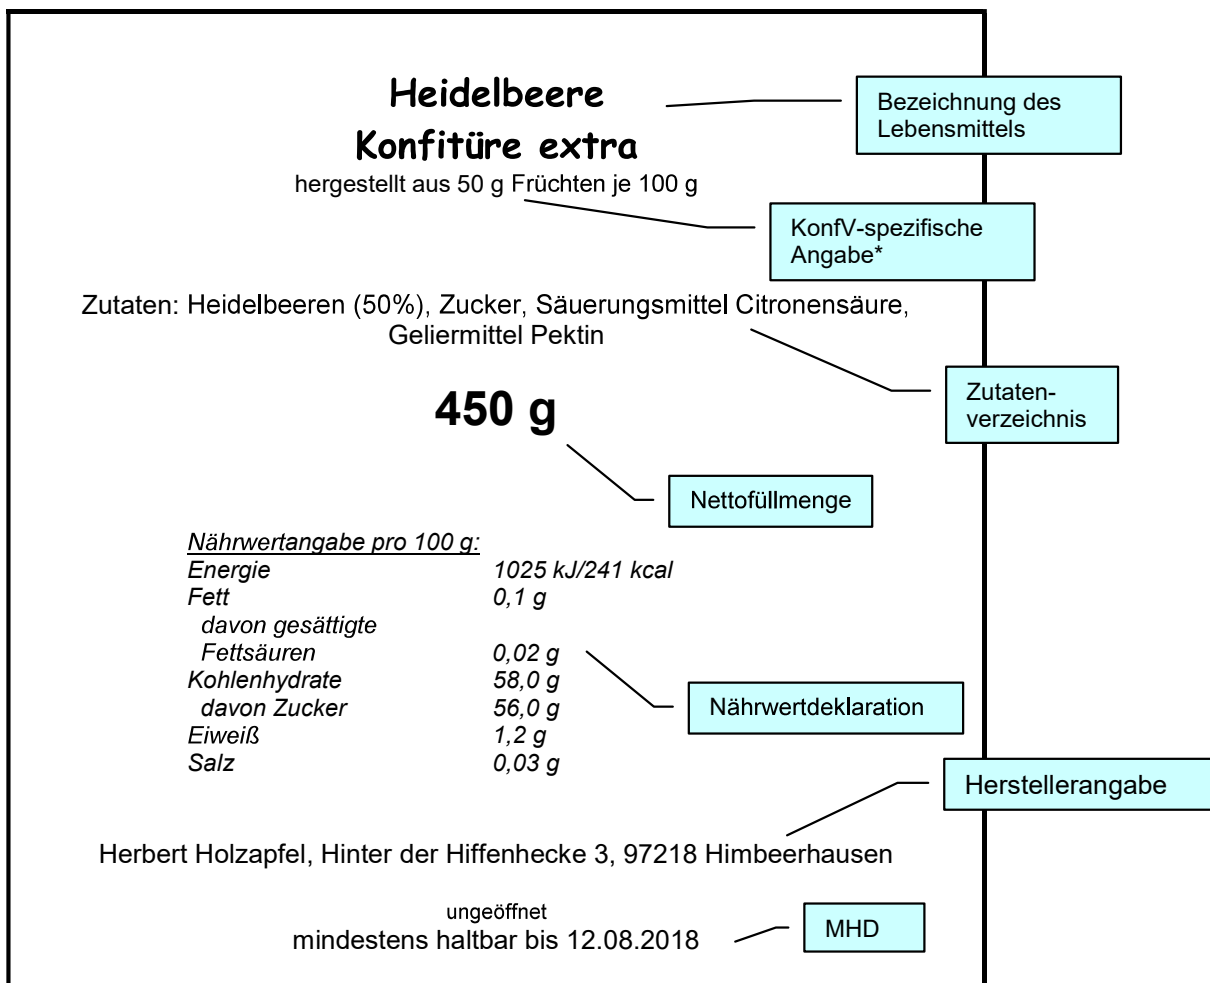 Heidelbeere
Konfitüre extra
hergestellt aus 50 g Früchten je 100 g
Bezeichnung des
Lebensmittels
KonfV-spezifische
Angabe*
Zutaten: Heidelbeeren (50%), Zucker, Säuerungsmittel Citronensäure,
Geliermittel Pektin
Zutaten-
verzeichnis
450 g
Nettofüllmenge
Nährwertangabe pro 100 g:
Energie 1025 kJ/241 kcal
Fett 0,1 g
davon gesättigte
Fettsäuren 0,02 g
Kohlenhydrate 58,0 g
davon Zucker 56,0 g
Eiweiß 1,2 g
Salz 0,03 g
Nährwertdeklaration
Herstellerangabe
Herbert Holzapfel, Hinter der Hiffenhecke 3, 97218 Himbeerhausen
ungeöffnet
mindestens haltbar bis 12.08.2018
MHD